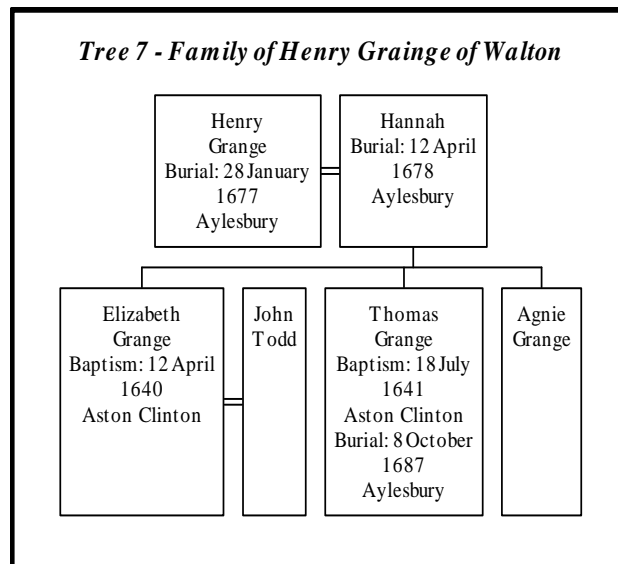 Tree 7 - Family of Henry Grainge of Walton
Henry
Grange
Burial: 28 January
1677
Aylesbury
Hannah
Burial: 12 April
1678
Aylesbury
Elizabeth
Grange
Baptism: 12 April
1640
Aston Clinton
John
Todd
Thomas
Grange
Baptism: 18 July
1641
Aston Clinton
Burial: 8 October
1687
Aylesbury
Agnie
Grange